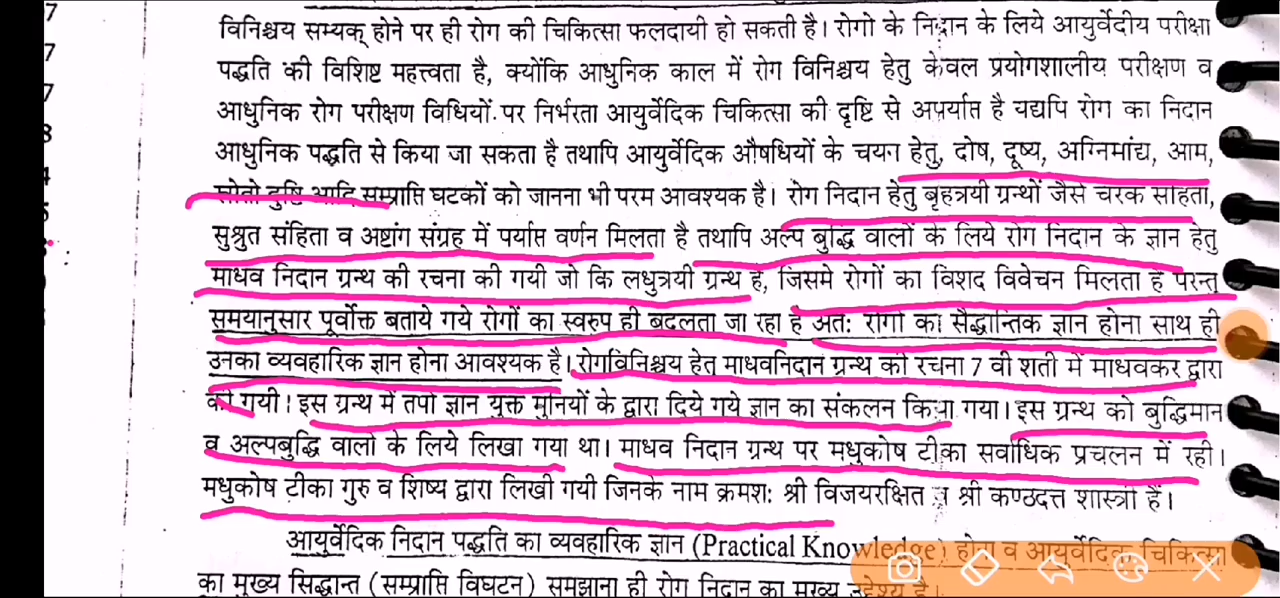 7
7
7
8
विनिश्चय सम्यक् होने पर ही रोग की चिकित्सा फलदायी हो सकती है। रोगो के निदान के लिये आयुर्वेदीय परीक्षा
पद्धति की विशिष्ट महत्त्वता है, क्योंकि आधुनिक काल में रोग विनिश्चय हेतु केवल प्रयोगशालीय परीक्षण व
आधुनिक रोग परीक्षण विधियों पर निर्भरता आयुर्वेदिक चिकित्सा की दृष्टि से अपर्याप्त है यद्यपि रोग का निदान
आधुनिक पद्धति से किया जा सकता है तथापि आयुर्वेदिक औषधियों के चयन हेतु, दोष, दूष्य, अग्निमांद्य, आम,
स्रोतो दुष्टि आदि सम्प्राप्ति घटकों को जानना भी परम आवश्यक है। रोग निदान हेतु बृहत्रयी ग्रन्थों जैसे चरक संहिता,
सुश्रुत संहिता व अष्टांग संग्रह में पर्याप्त वर्णन मिलता है तथापि अल्प बुद्धि वालों के लिये रोग निदान के ज्ञान हेतु
माधव निदान ग्रन्थ की रचना की गयी जो कि लधुत्रयी ग्रन्थ है, जिसमे रोगों का विशद विवेचन मिलता है परन्तु
समयानुसार पूर्वोक्त बताये गये रोगों का स्वरुप ही बदलता जा रहा है अतः रोगों का सैद्धान्तिक ज्ञान होना साथ ही
उनका व्यवहारिक ज्ञान होना आवश्यक है। रोगविनिश्चय हेतु माधवनिदान ग्रन्थ की रचना 7 वी शती में माधवकर द्वारा
की गयी। इस ग्रन्थ में तपो ज्ञान युक्त मुनियों के द्वारा दिये गये ज्ञान का संकलन किया गया। इस ग्रन्थ को बुद्धिमान
व अल्पबुद्धि वालो के लिये लिखा गया था। माधव निदान ग्रन्थ पर मधुकोष टीका सर्वाधिक प्रचलन में रही।
मधुकोष टीका गुरु व शिष्य द्वारा लिखी गयी जिनके नाम क्रमशः श्री विजयरक्षित व श्री कण्ठदत्त शास्त्री हैं।
आयुर्वेदिक निदान पद्धति का व्यवहारिक ज्ञान (Practical Knowledge) होना व आयुर्वेदिक चिकित्सा
का मुख्य सिद्धान्त (सम्प्राप्ति विघटन) समझाना ही रोग निदान का मुख्य उद्देश्य है।